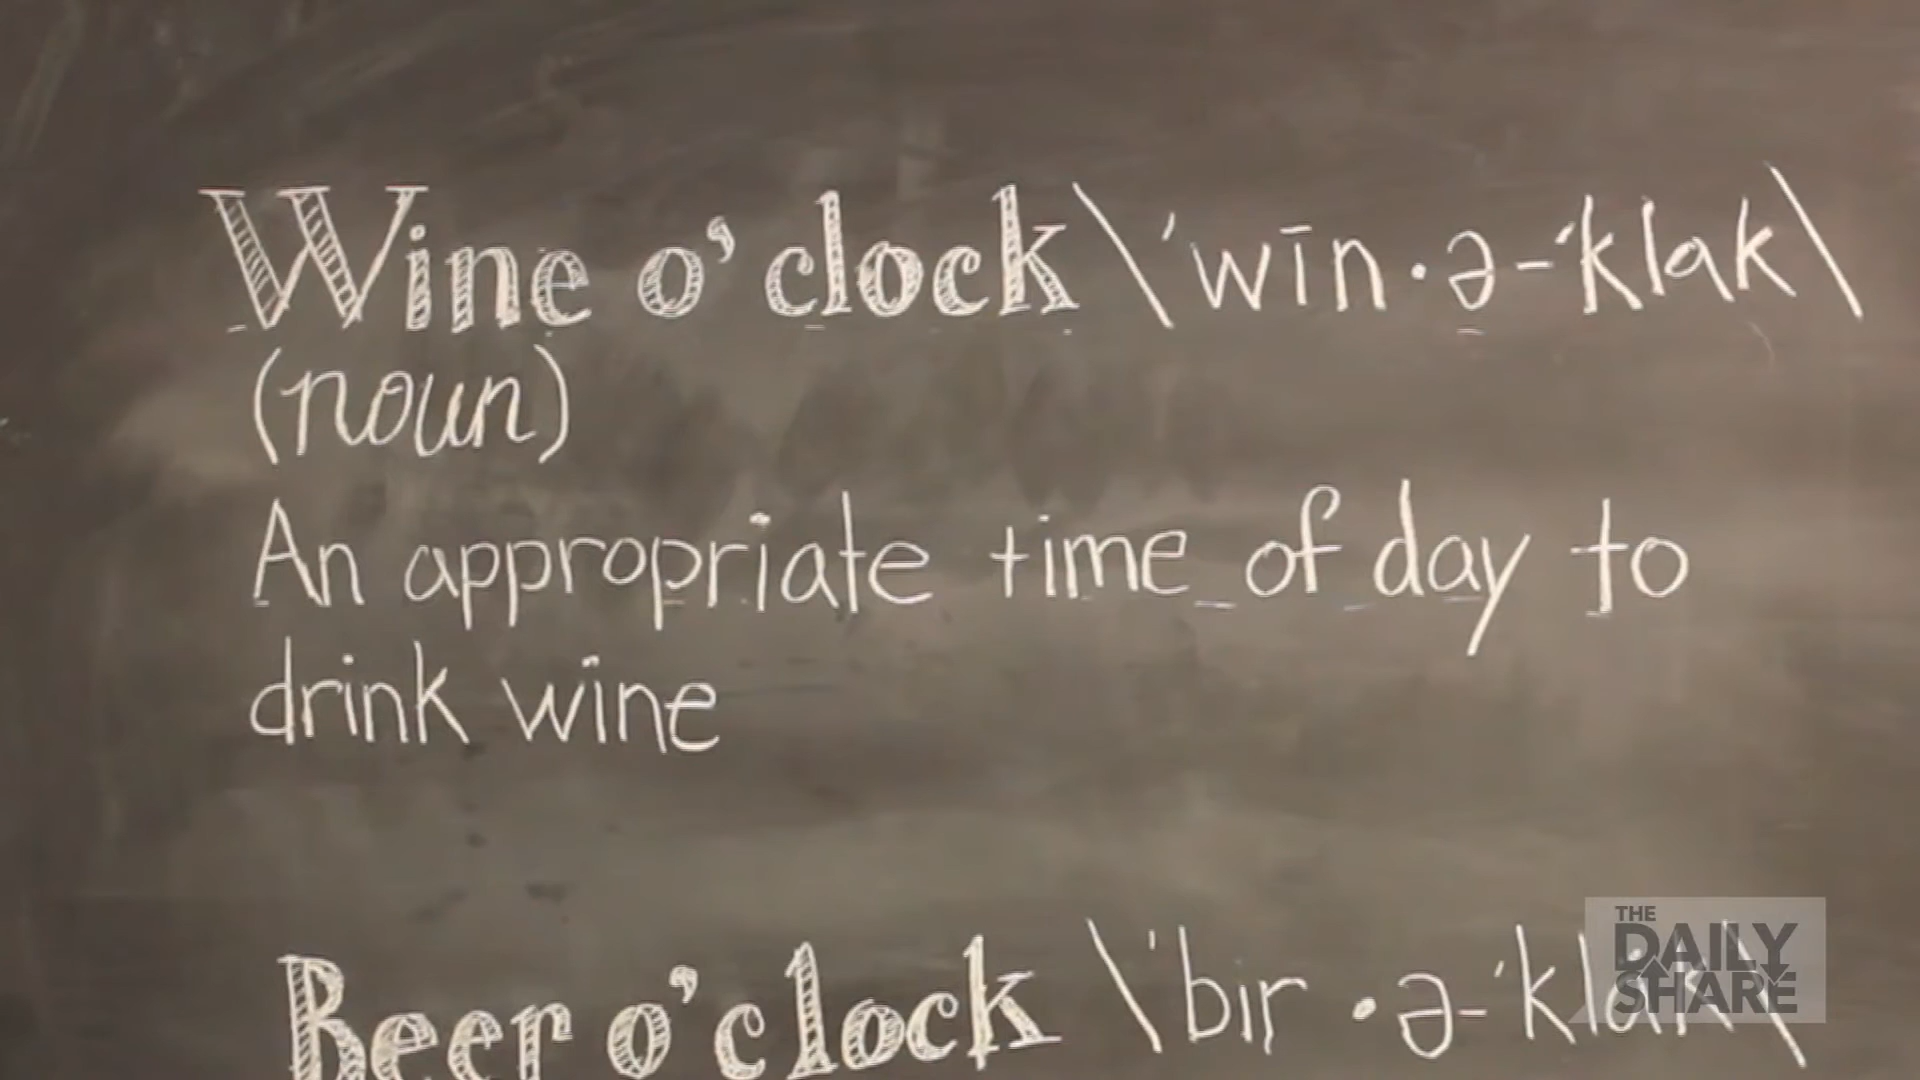 Wine o'clock \'wīn·ə-'klak\
(noun)
An appropriate time of day to
drink wine
Beer o'clock \'bir·ə-'klak\
THE
DAILY
SHARE